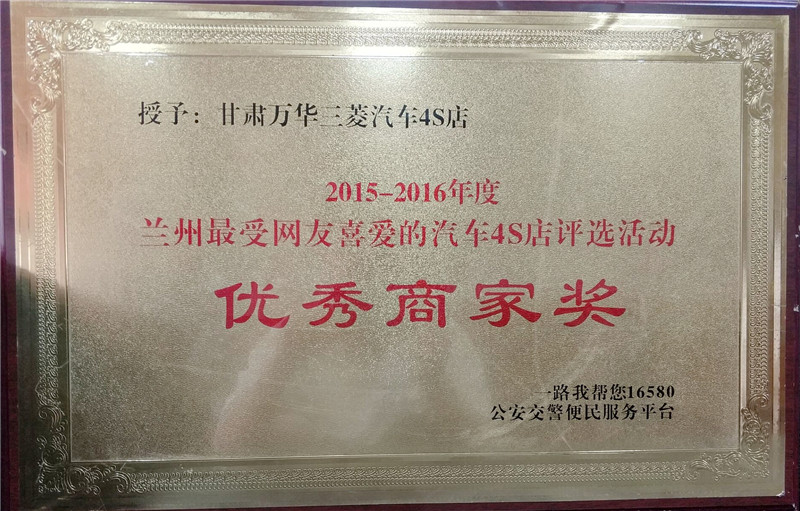 授予：甘肃万华三菱汽车4S店
2015-2016年度
兰州最受网友喜爱的汽车4S店评选活动
优秀商家奖
一路我帮您16580
公安交警便民服务平台